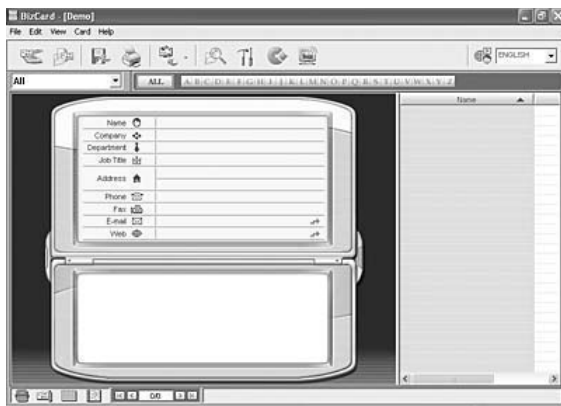 BizCard - [Demo]
File Edit View Card Help
ENGLISH
All ALL A B C D E F G H I J K L M N O P Q R S T U V W X Y Z
Name
Name
Company
Department
Job Title
Address
Phone
Fax
E-mail
Web
0/0